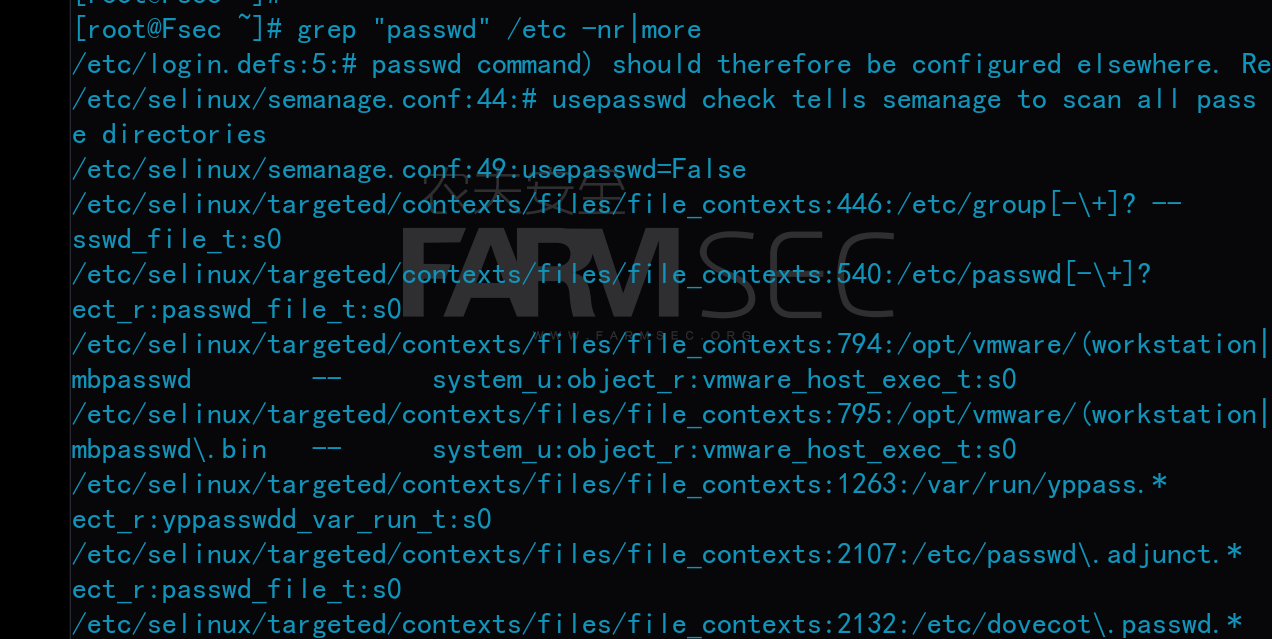 [root@Fsec ~]#
[root@Fsec ~]# grep "passwd" /etc -nr|more
/etc/login.defs:5:# passwd command) should therefore be configured elsewhere. Re
/etc/selinux/semanage.conf:44:# usepasswd check tells semanage to scan all pass
e directories
/etc/selinux/semanage.conf:49:usepasswd=False
农夫安全
/etc/selinux/targeted/contexts/files/file_contexts:446:/etc/group[-\+]? --
sswd_file_t:s0
FARMSEC
/etc/selinux/targeted/contexts/files/file_contexts:540:/etc/passwd[-\+]?
ect_r:passwd_file_t:s0
WWW.FARMSEC.ORG
/etc/selinux/targeted/contexts/files/file_contexts:794:/opt/vmware/(workstation|
mbpasswd -- system_u:object_r:vmware_host_exec_t:s0
/etc/selinux/targeted/contexts/files/file_contexts:795:/opt/vmware/(workstation|
mbpasswd\.bin -- system_u:object_r:vmware_host_exec_t:s0
/etc/selinux/targeted/contexts/files/file_contexts:1263:/var/run/yppass.*
ect_r:yppasswdd_var_run_t:s0
/etc/selinux/targeted/contexts/files/file_contexts:2107:/etc/passwd\.adjunct.*
ect_r:passwd_file_t:s0
/etc/selinux/targeted/contexts/files/file_contexts:2132:/etc/dovecot\.passwd.*